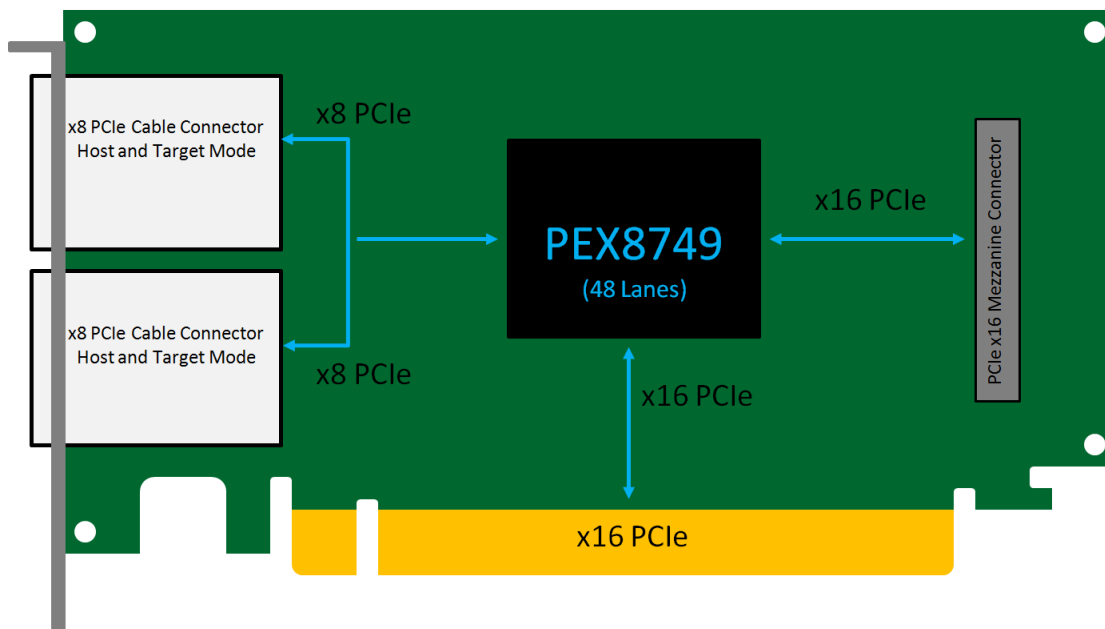 x8 PCIe Cable Connector
Host and Target Mode
x8 PCIe
x8 PCIe Cable Connector
Host and Target Mode
x8 PCIe
PEX8749
(48 Lanes)
x16 PCIe
PCIe x16 Mezzanine Connector
x16 PCIe
x16 PCIe